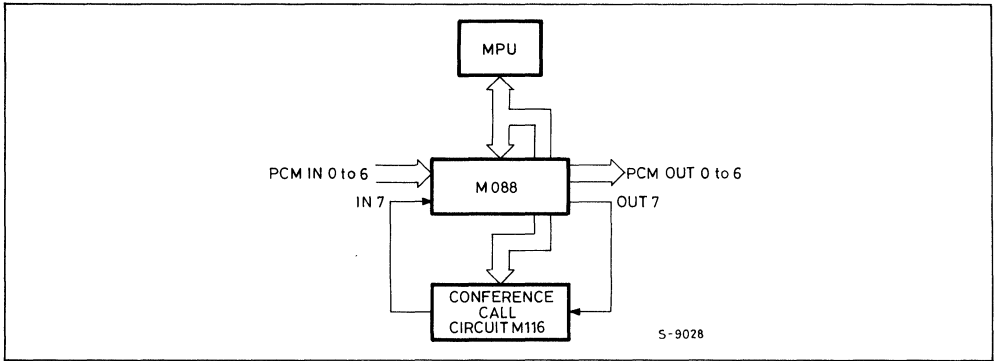 MPU
PCM IN 0 to 6
M088
PCM OUT 0 to 6
IN 7
OUT 7
CONFERENCE
CALL
CIRCUIT M116
S-9028